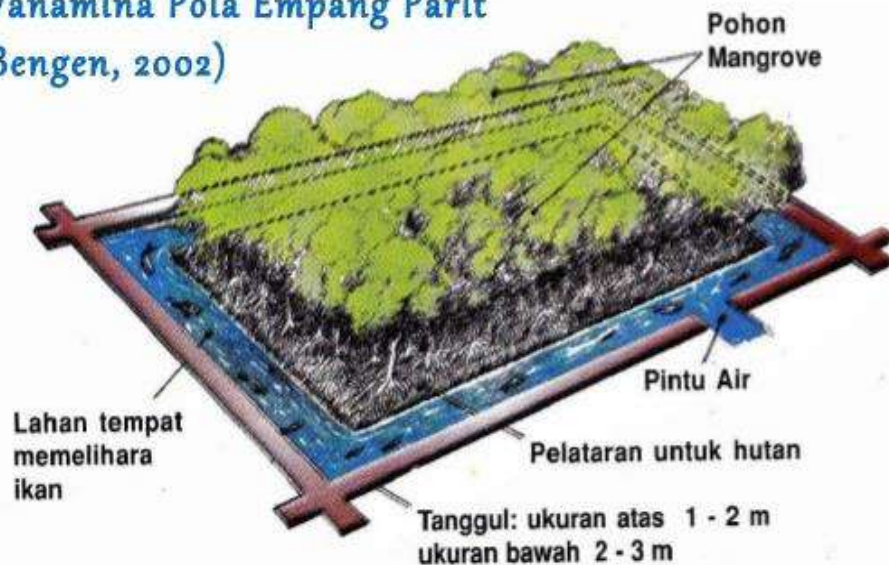 Wanamina Pola Empang Parit
(Bengen, 2002)
Pohon
Mangrove
Pintu Air
Lahan tempat
memelihara
ikan
Pelataran untuk hutan
Tanggul: ukuran atas 1 - 2 m
ukuran bawah 2 - 3 m